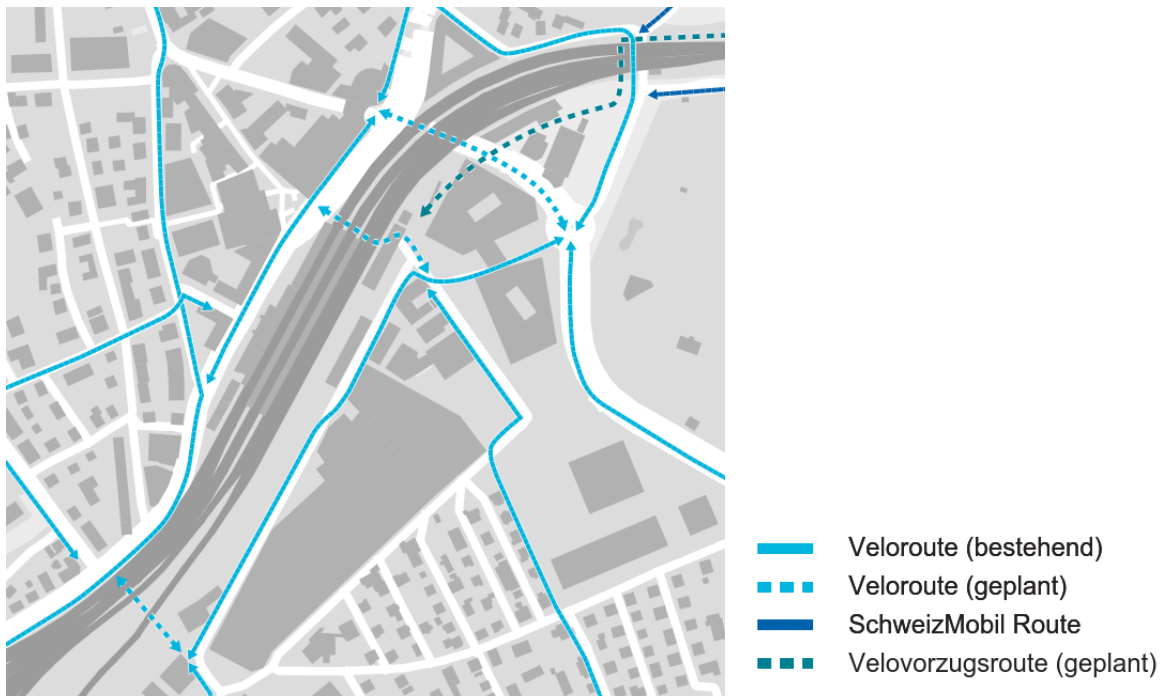 Veloroute (bestehend)
Veloroute (geplant)
SchweizMobil Route
Velovorzugsroute (geplant)